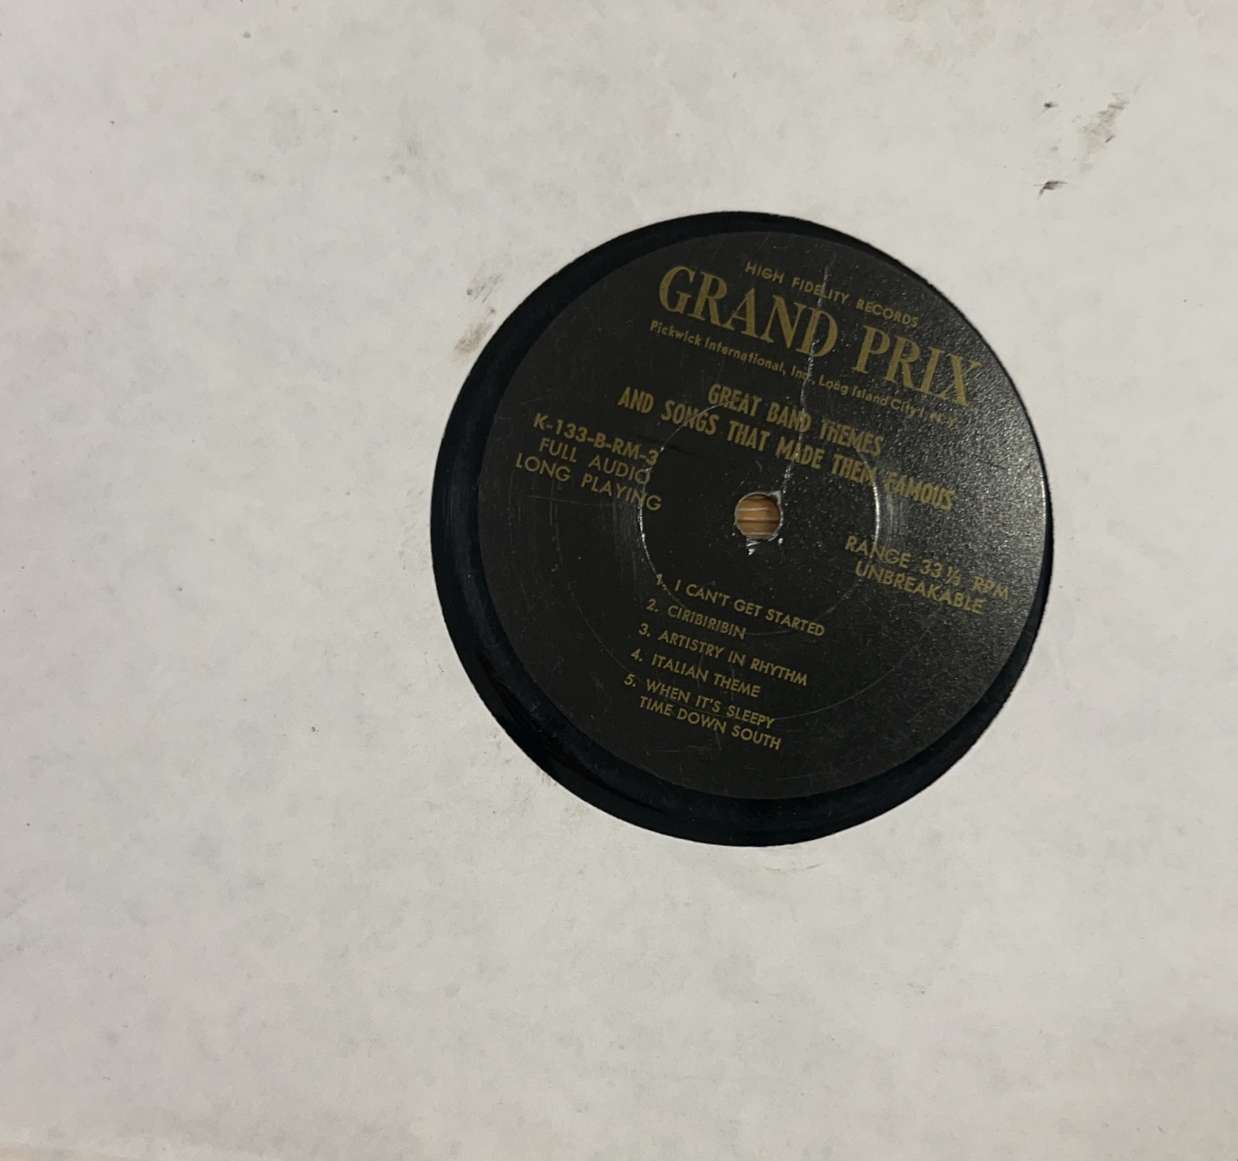 HIGH FIDELITY RECORDS
GRAND PRIX
Pickwick International, Inc., Long Island City 1, N.Y.
GREAT BAND THEMES
AND SONGS THAT MADE THEM FAMOUS
K-133-B-RM-3
FULL AUDIO
LONG PLAYING
RANGE 33⅓ RPM
UNBREAKABLE
1. I CAN'T GET STARTED
2. CIRIBIRIBIN
3. ARTISTRY IN RHYTHM
4. ITALIAN THEME
5. WHEN IT'S SLEEPY
TIME DOWN SOUTH